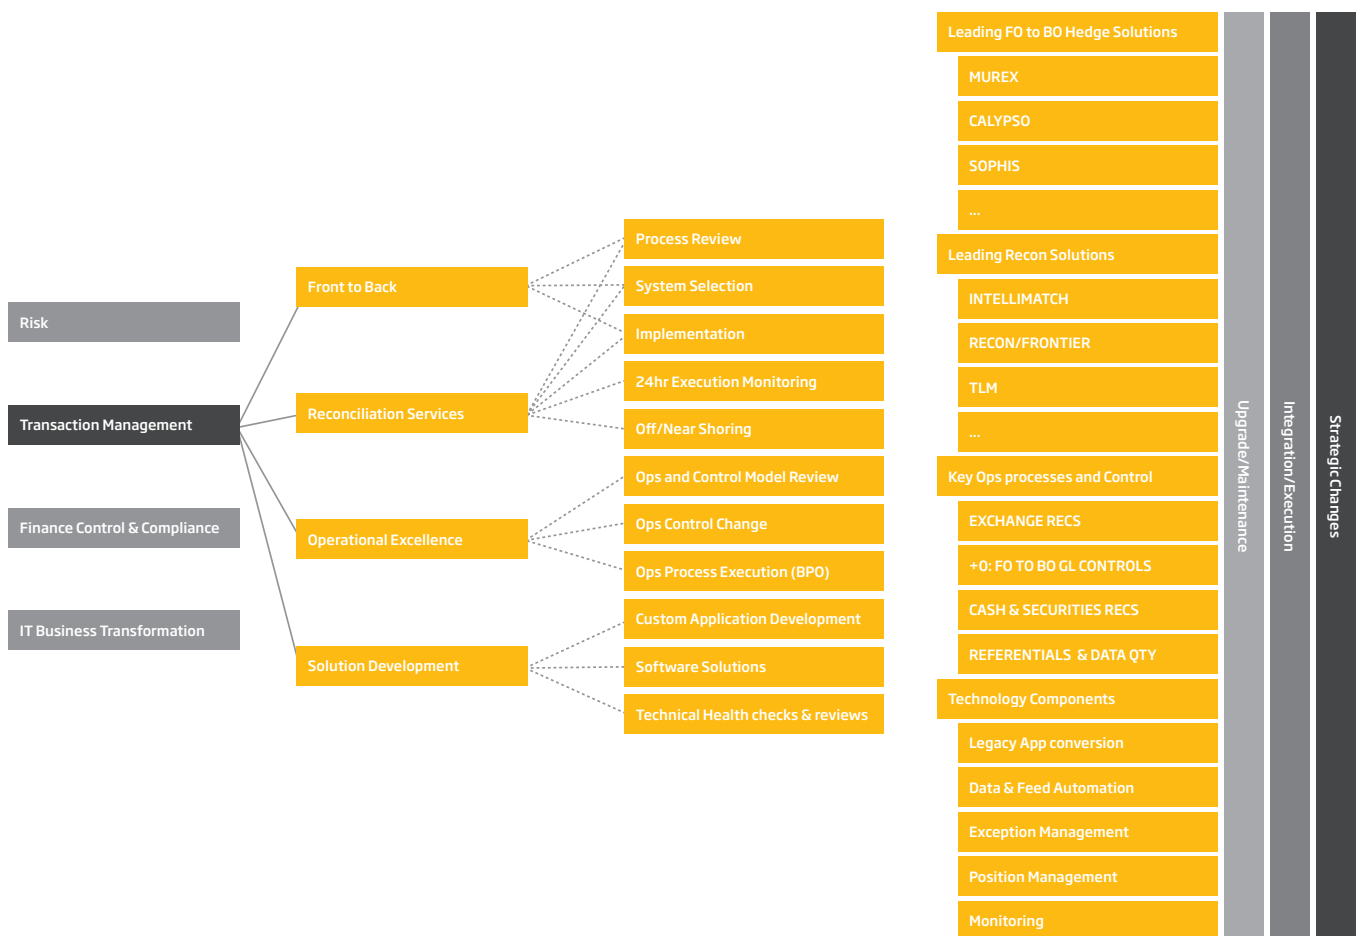 Risk
Transaction Management
Finance Control & Compliance
IT Business Transformation
Front to Back
Reconciliation Services
Operational Excellence
Solution Development
Process Review
System Selection
Implementation
24hr Execution Monitoring
Off/Near Shoring
Ops and Control Model Review
Ops Control Change
Ops Process Execution (BPO)
Custom Application Development
Software Solutions
Technical Health checks & reviews
Leading FO to BO Hedge Solutions
MUREX
CALYPSO
SOPHIS
...
Leading Recon Solutions
INTELLIMATCH
RECON/FRONTIER
TLM
...
Key Ops processes and Control
EXCHANGE RECS
+0: FO TO BO GL CONTROLS
CASH & SECURITIES RECS
REFERENTIALS & DATA QTY
Technology Components
Legacy App conversion
Data & Feed Automation
Exception Management
Position Management
Monitoring
Upgrade/Maintenance
Integration/Execution
Strategic Changes